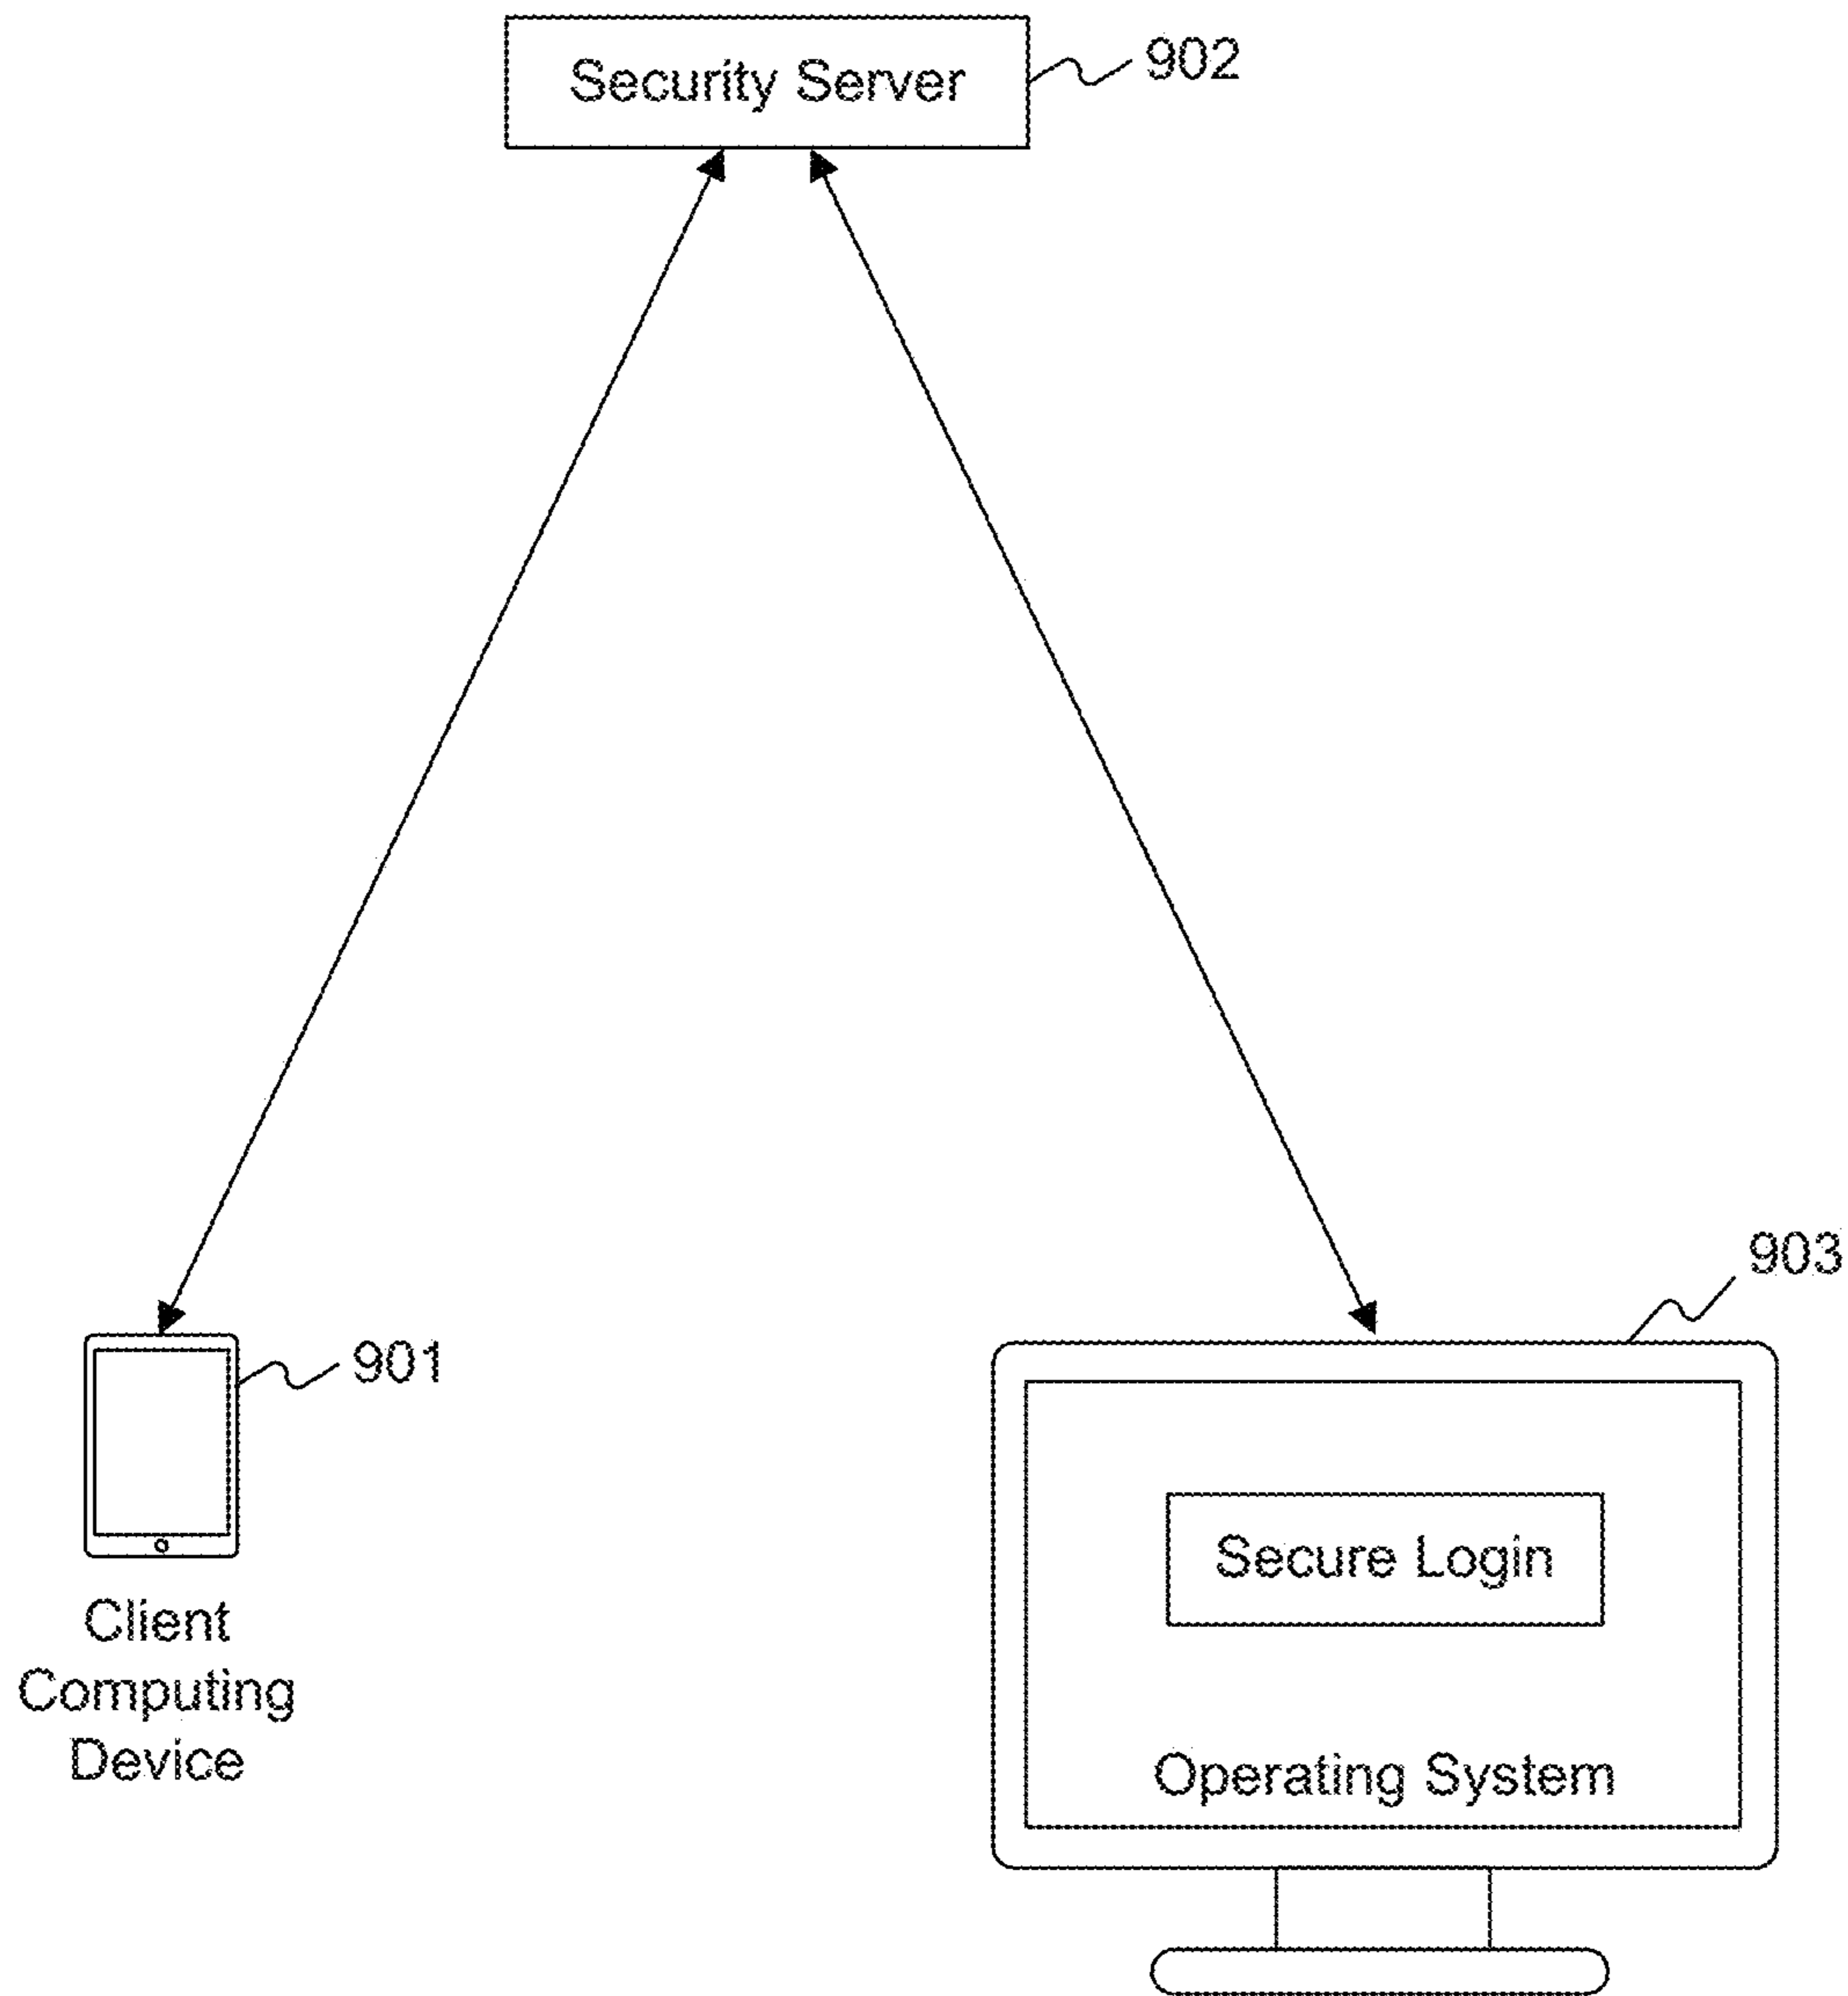 Security Server
902
903
901
Secure Login
Client
Computing
Device
Operating System